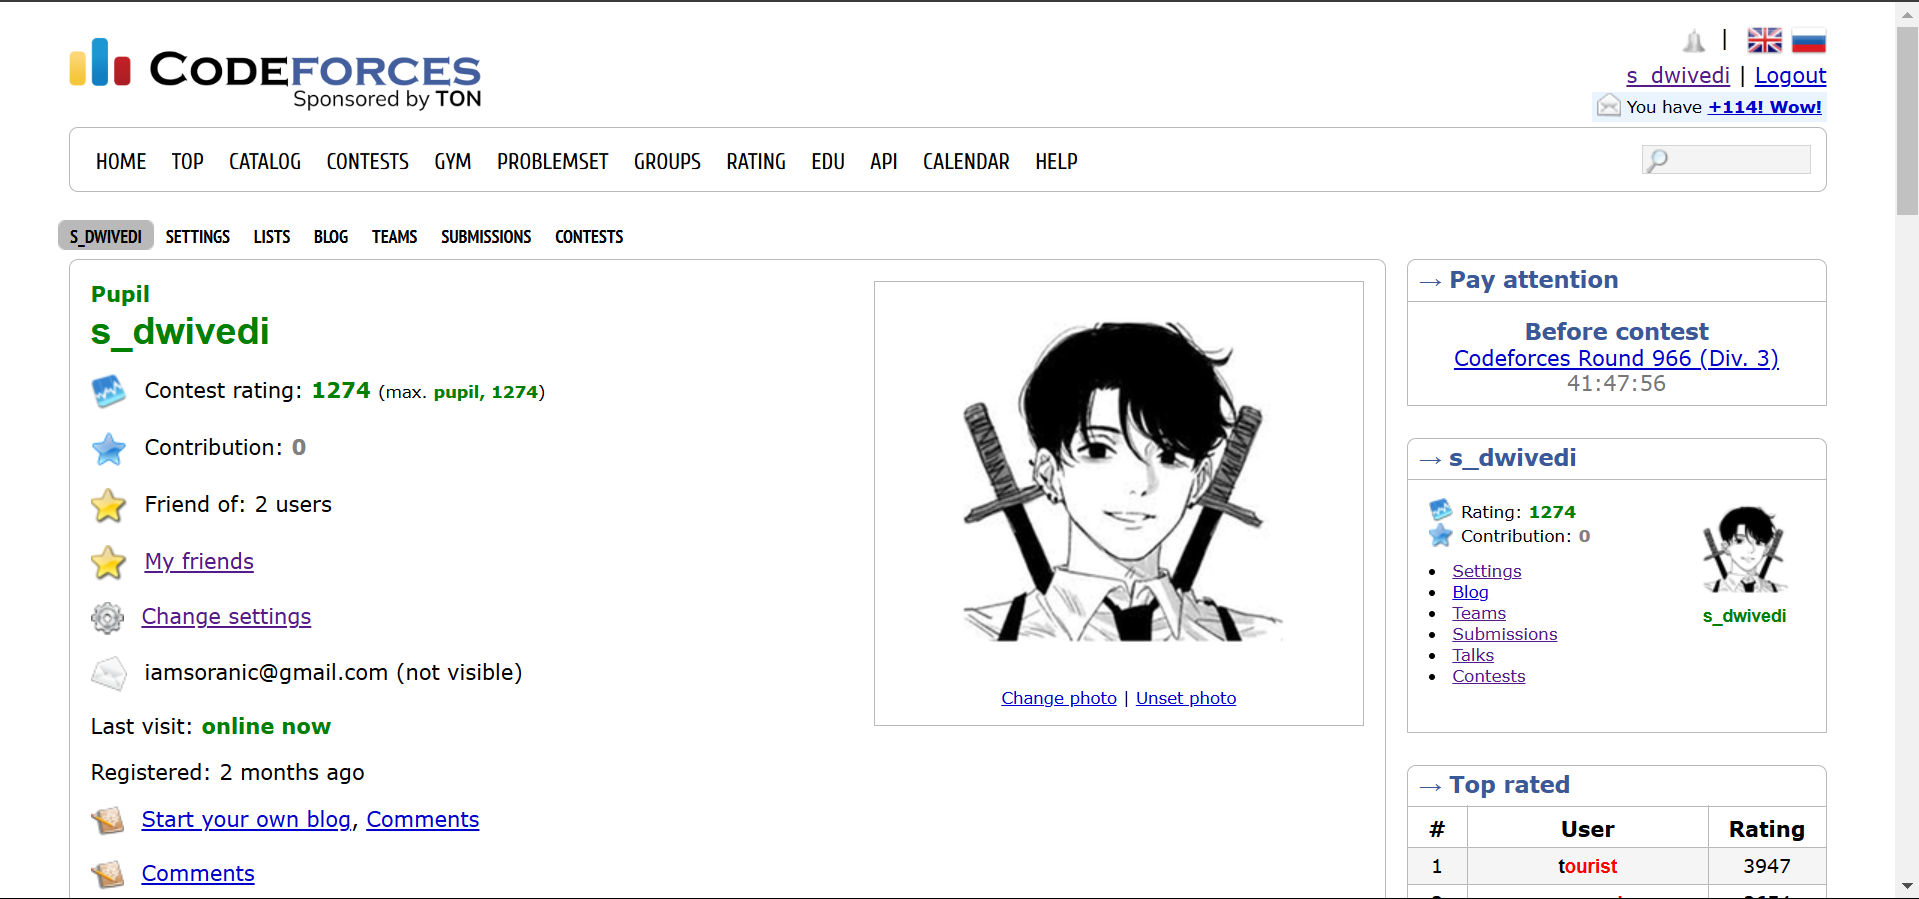 CODEFORCES
Sponsored by TON
|
s_dwivedi | Logout
You have +114! Wow!
HOME TOP CATALOG CONTESTS GYM PROBLEMSET GROUPS RATING EDU API CALENDAR HELP
S_DWIVEDI SETTINGS LISTS BLOG TEAMS SUBMISSIONS CONTESTS
Pupil
s_dwivedi
Contest rating: 1274 (max. pupil, 1274)
Contribution: 0
Friend of: 2 users
My friends
Change settings
iamsoranic@gmail.com (not visible)
Last visit: online now
Registered: 2 months ago
Start your own blog, Comments
Comments
Change photo | Unset photo
→ Pay attention
Before contest
Codeforces Round 966 (Div. 3)
41:47:56
→ s_dwivedi
Rating: 1274
Contribution: 0
• Settings
• Blog
• Teams
• Submissions
• Talks
• Contests
s_dwivedi
→ Top rated
# User Rating
1 tourist 3947